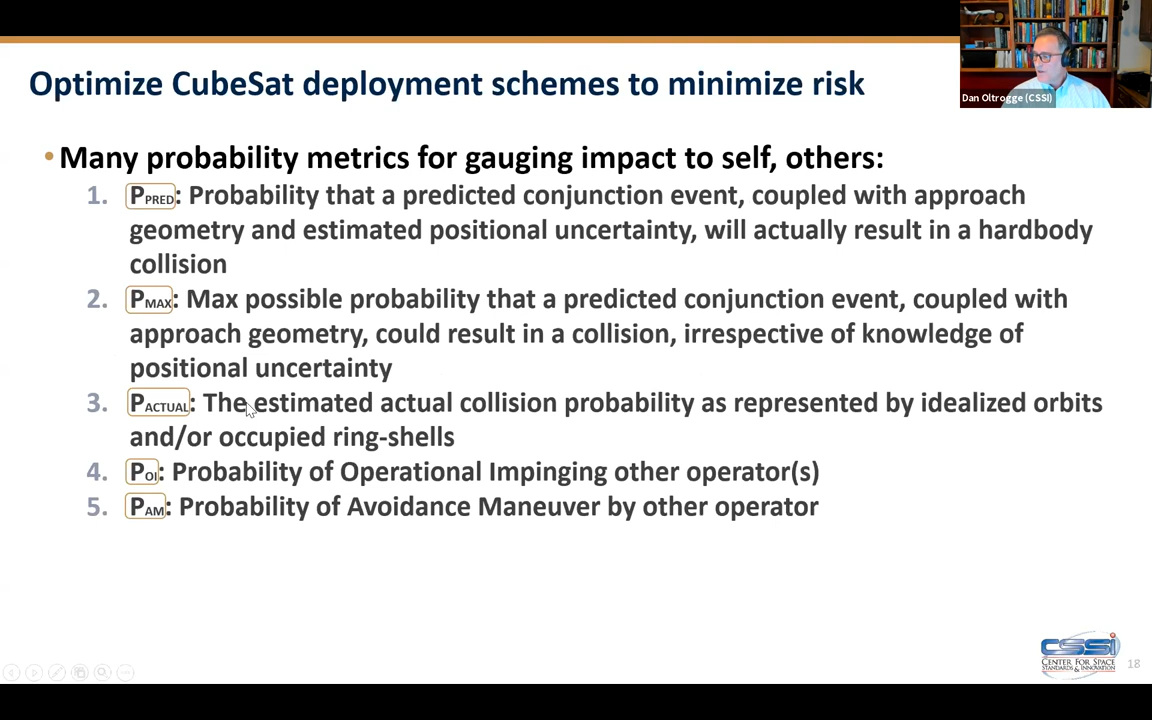 Optimize CubeSat deployment schemes to minimize risk
Dan Oltrogge (CSSI)
• Many probability metrics for gauging impact to self, others:
1. PPRED: Probability that a predicted conjunction event, coupled with approach
geometry and estimated positional uncertainty, will actually result in a hardbody
collision
2. PMAX: Max possible probability that a predicted conjunction event, coupled with
approach geometry, could result in a collision, irrespective of knowledge of
positional uncertainty
3. PACTUAL: The estimated actual collision probability as represented by idealized orbits
and/or occupied ring-shells
4. POI: Probability of Operational Impinging other operator(s)
5. PAM: Probability of Avoidance Maneuver by other operator
CSSI
CENTER FOR SPACE
STANDARDS & INNOVATION
18